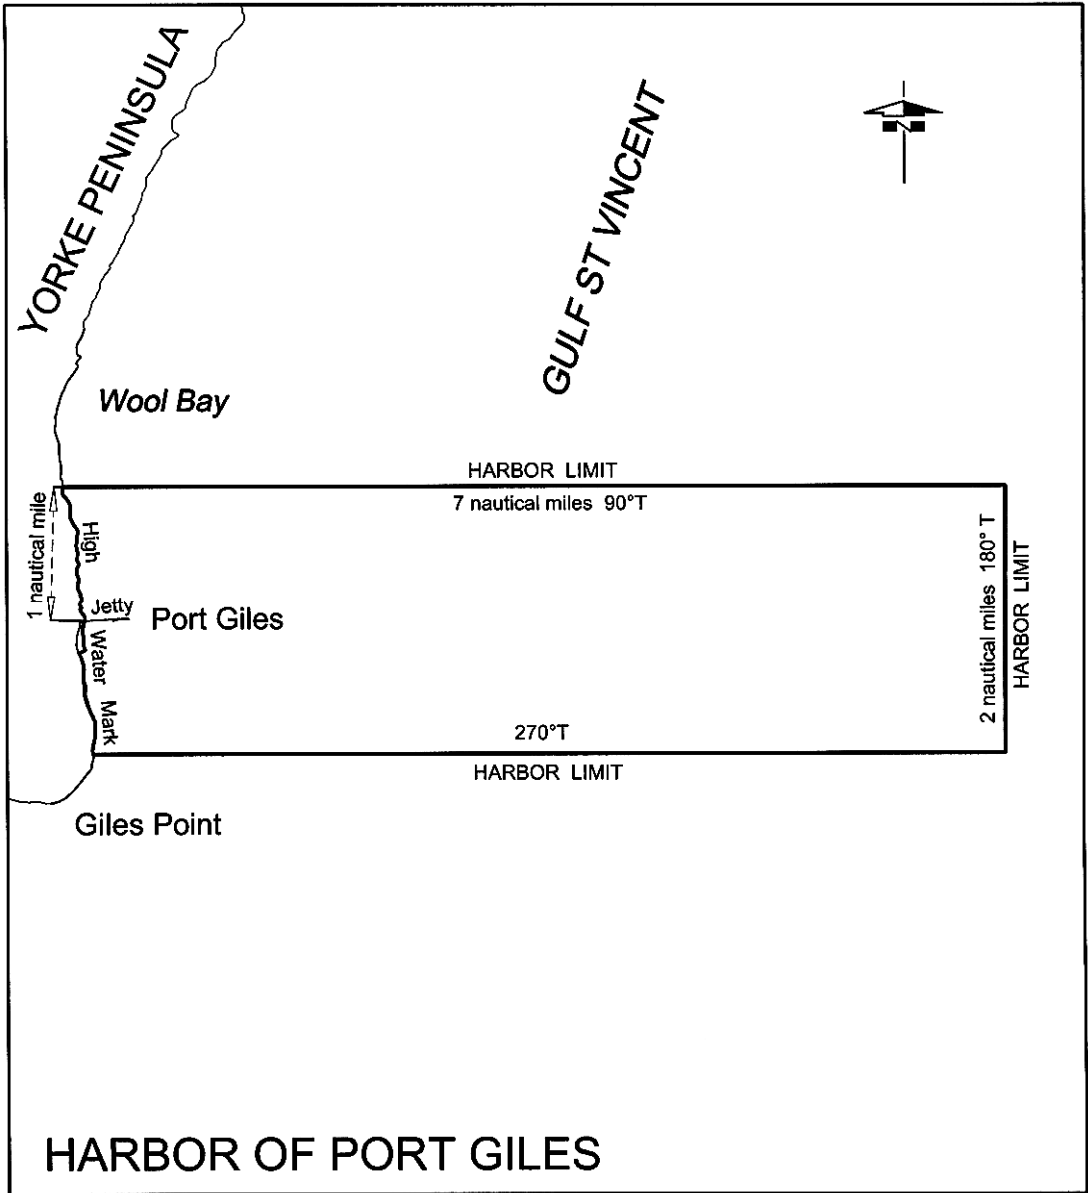 YORKE PENINSULA
GULF ST VINCENT
N
Wool Bay
HARBOR LIMIT
7 nautical miles 90°T
1 nautical mile
High
Jetty
Port Giles
Water
Mark
2 nautical miles 180° T
HARBOR LIMIT
270°T
HARBOR LIMIT
Giles Point
HARBOR OF PORT GILES